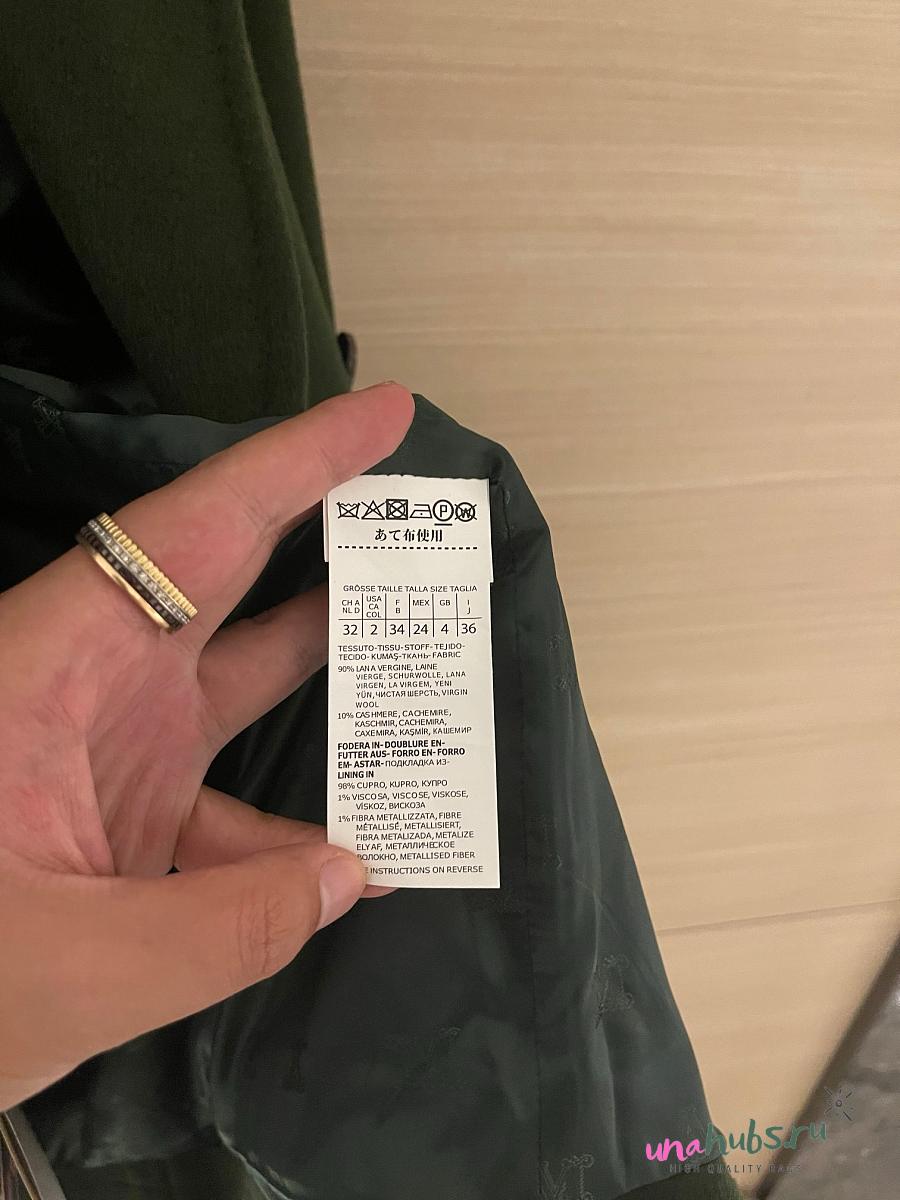 P W
あて布使用
GRÖSSE TAILLE TALLA SIZE TAGLIA
CH A NL D USA CA COL F B MEX GB I J
32 2 34 24 4 36
TESSUTO-TISSU-STOFF-TEJIDO-
TECIDO-KUMAŞ-ТКАНЬ-FABRIC
90% LANA VERGINE, LAINE
VIERGE, SCHURWOLLE, LANA
VIRGEN, LA VIRGEM, YENI
YÜN, ЧИСТАЯ ШЕРСТЬ, VIRGIN
WOOL
10% CASHMERE, CACHEMIRE,
KASCHMIR, CACHEMIRA,
CAXEMIRA, KAŞMİR, КАШЕМИР
FODERA IN-DOUBLURE EN-
FUTTER AUS-FORRO EN-FORRO
EM-ASTAR-ПОДКЛАДКА ИЗ-
LINING IN
98% CUPRO, KUPRO, КУПРО
1% VISCOSA, VISCOSE, VISKOSE,
VİSKOZ, ВИСКОЗА
1% FIBRA METALLIZZATA, FIBRE
MÉTALLISÉ, METALLISIERT,
FIBRA METALIZADA, METALIZE
ELYAF, МЕТАЛЛИЧЕСКОЕ
ВОЛОКНО, METALLISED FIBER
INSTRUCTIONS ON REVERSE
unahubs.ru
HIGH QUALITY BAGS